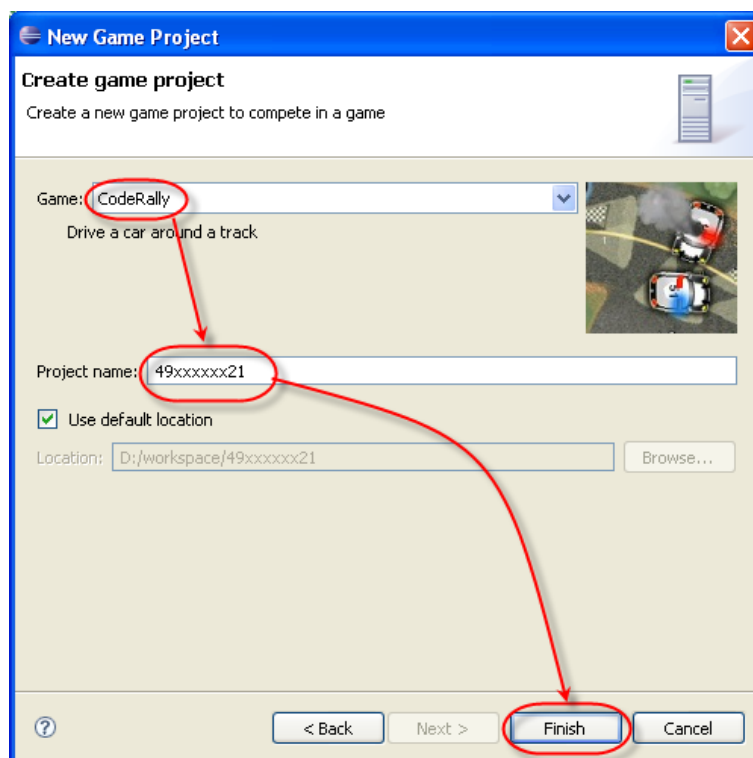 New Game Project
Create game project
Create a new game project to compete in a game
Game: CodeRally
Drive a car around a track
Project name: 49xxxxxx21
Use default location
Location: D:/workspace/49xxxxxx21 Browse...
< Back Next > Finish Cancel